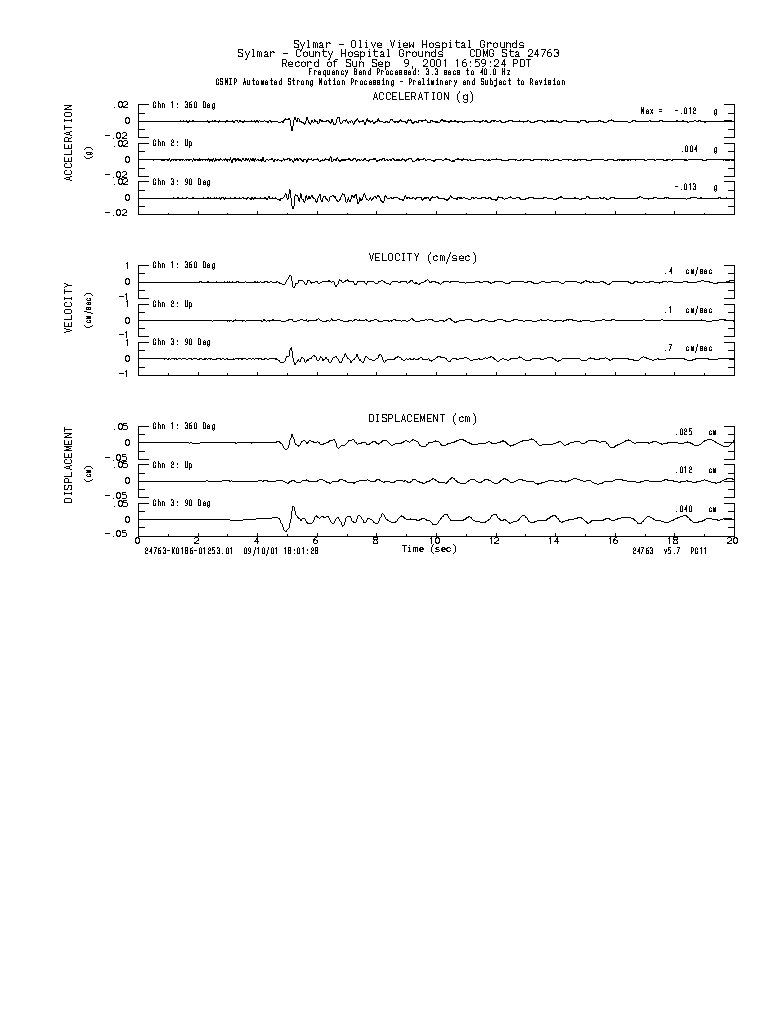 Sylmar - Olive View Hospital Grounds
Sylmar - County Hospital Grounds    CDMG Sta 24763
Record of Sun Sep  9, 2001 16:59:24 PDT
Frequency Band Processed: 3.3 secs to 40.0 Hz
CSMIP Automated Strong Motion Processing - Preliminary and Subject to Revision
ACCELERATION (g)
ACCELERATION
(g)
.02 Chn 1: 360 Deg Max = -.012 g
0
-.02
.02 Chn 2: Up .004 g
0
-.02
.02 Chn 3: 90 Deg -.013 g
0
-.02
VELOCITY (cm/sec)
VELOCITY
(cm/sec)
1 Chn 1: 360 Deg .4 cm/sec
0
-1
1 Chn 2: Up .1 cm/sec
0
-1
1 Chn 3: 90 Deg .7 cm/sec
0
-1
DISPLACEMENT (cm)
DISPLACEMENT
(cm)
.05 Chn 1: 360 Deg .025 cm
0
-.05
.05 Chn 2: Up .012 cm
0
-.05
.05 Chn 3: 90 Deg .040 cm
0
-.05
0 2 4 6 8 10 12 14 16 18 20
Time (sec)
24763-K0186-01253.01 09/10/01 18:01:28 24763 v5.7 PC11